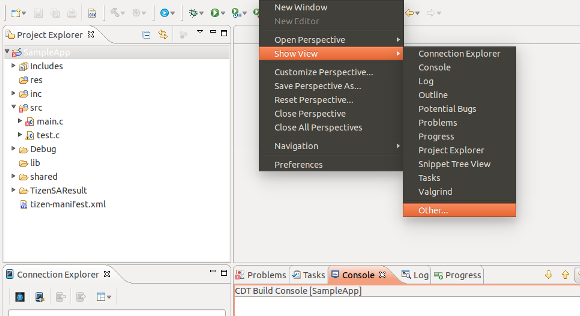 New Window
New Editor
Open Perspective
Show View
Customize Perspective...
Save Perspective As...
Reset Perspective...
Close Perspective
Close All Perspectives
Navigation
Preferences
Connection Explorer
Console
Log
Outline
Potential Bugs
Problems
Progress
Project Explorer
Snippet Tree View
Tasks
Valgrind
Other...
Project Explorer
SampleApp
Includes
res
inc
src
main.c
test.c
Debug
lib
shared
TizenSAResult
tizen-manifest.xml
Connection Explorer
Problems
Tasks
Console
Log
Progress
CDT Build Console [SampleApp]